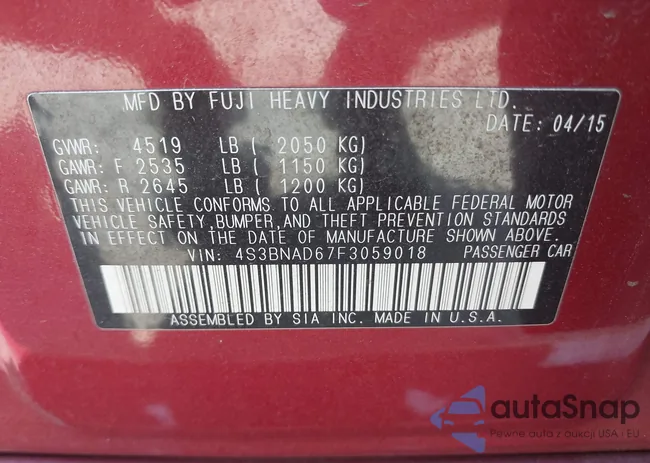 MFD BY FUJI HEAVY INDUSTRIES LTD.
DATE: 04/15
GVWR: 4519 LB ( 2050 KG)
GAWR: F 2535 LB ( 1150 KG)
GAWR: R 2645 LB ( 1200 KG)
THIS VEHICLE CONFORMS TO ALL APPLICABLE FEDERAL MOTOR
VEHICLE SAFETY,BUMPER,AND THEFT PREVENTION STANDARDS
IN EFFECT ON THE DATE OF MANUFACTURE SHOWN ABOVE.
VIN: 4S3BNAD67F3059018 PASSENGER CAR
ASSEMBLED BY SIA INC. MADE IN U.S.A.
autaSnap
Pewne auta z aukcji USA - EU